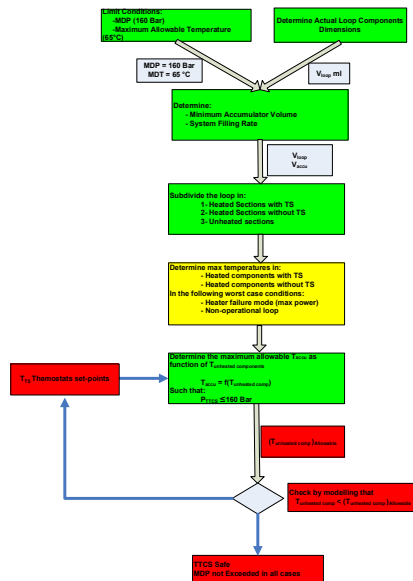 Limit Conditions:
-MDP (160 Bar)
-Maximum Allowable Temperature
(65°C)
Determine Actual Loop Components
Dimensions
MDP = 160 Bar
MDT = 65 °C
Vloop ml
Determine:
- Minimum Accumulator Volume
- System Filling Rate
Vloop
Vaccu
Subdivide the loop in:
1- Heated Sections with TS
2- Heated Sections without TS
3- Unheated sections
Determine max temperatures in:
- Heated components with TS
- Heated components without TS
In the following worst case conditions:
- Heater failure mode (max power)
- Non-operational loop
Determine the maximum allowable Taccu as
function of Tunheated components
Taccu = f(Tunheated comp)
Such that:
PTTCS ≤160 Bar
TTS Themostats set-points
(Tunheated comp)Allowable
Check by modelling that
Tunheated comp < (Tunheated comp)Allowable
TTCS Safe
MDP not Exceeded in all cases